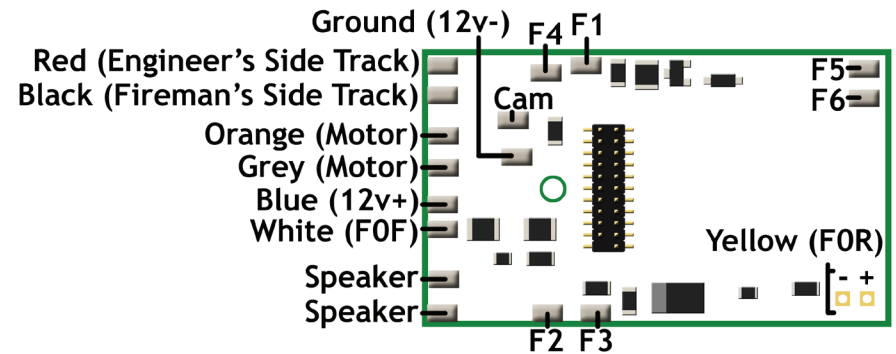 Ground (12v-)
F4
F1
Red (Engineer's Side Track)
Black (Fireman's Side Track)
Cam
F5
F6
Orange (Motor)
Grey (Motor)
Blue (12v+)
White (F0F)
Yellow (F0R)
- +
Speaker
Speaker
F2
F3